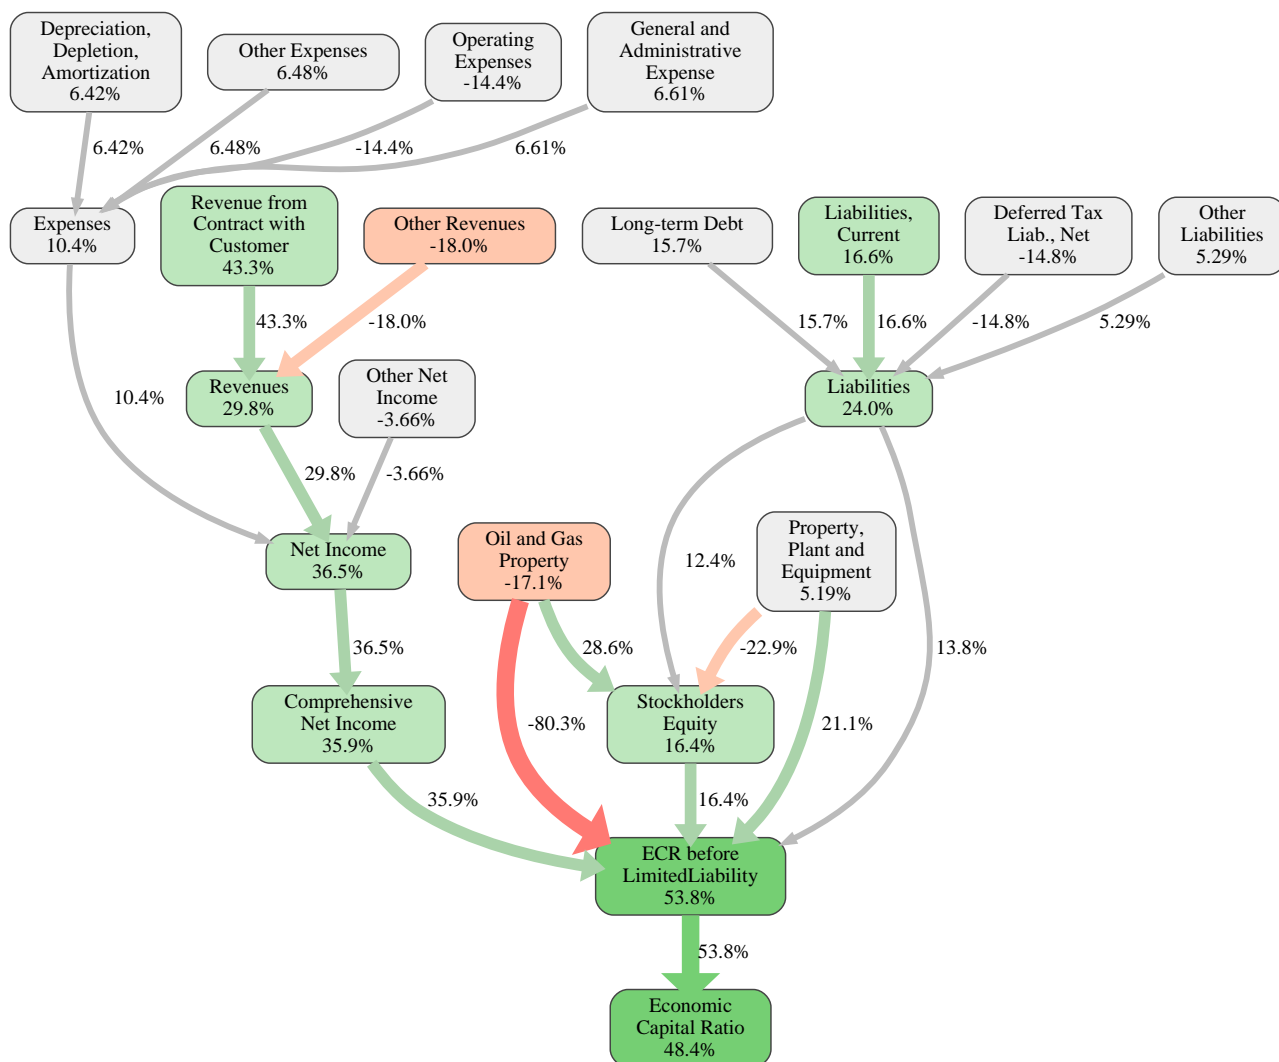 Depreciation,
Depletion,
Amortization
6.42%
Other Expenses
6.48%
Operating
Expenses
-14.4%
General and
Administrative
Expense
6.61%
6.42%
6.48%
-14.4%
6.61%
Expenses
10.4%
Revenue from
Contract with
Customer
43.3%
Other Revenues
-18.0%
Long-term Debt
15.7%
Liabilities,
Current
16.6%
Deferred Tax
Liab., Net
-14.8%
Other
Liabilities
5.29%
43.3%
-18.0%
15.7%
16.6%
-14.8%
5.29%
10.4%
Revenues
29.8%
Other Net
Income
-3.66%
Liabilities
24.0%
29.8%
-3.66%
Net Income
36.5%
Oil and Gas
Property
-17.1%
12.4%
Property,
Plant and
Equipment
5.19%
36.5%
28.6%
-22.9%
13.8%
Comprehensive
Net Income
35.9%
-80.3%
Stockholders
Equity
16.4%
21.1%
35.9%
16.4%
ECR before
LimitedLiability
53.8%
53.8%
Economic
Capital Ratio
48.4%